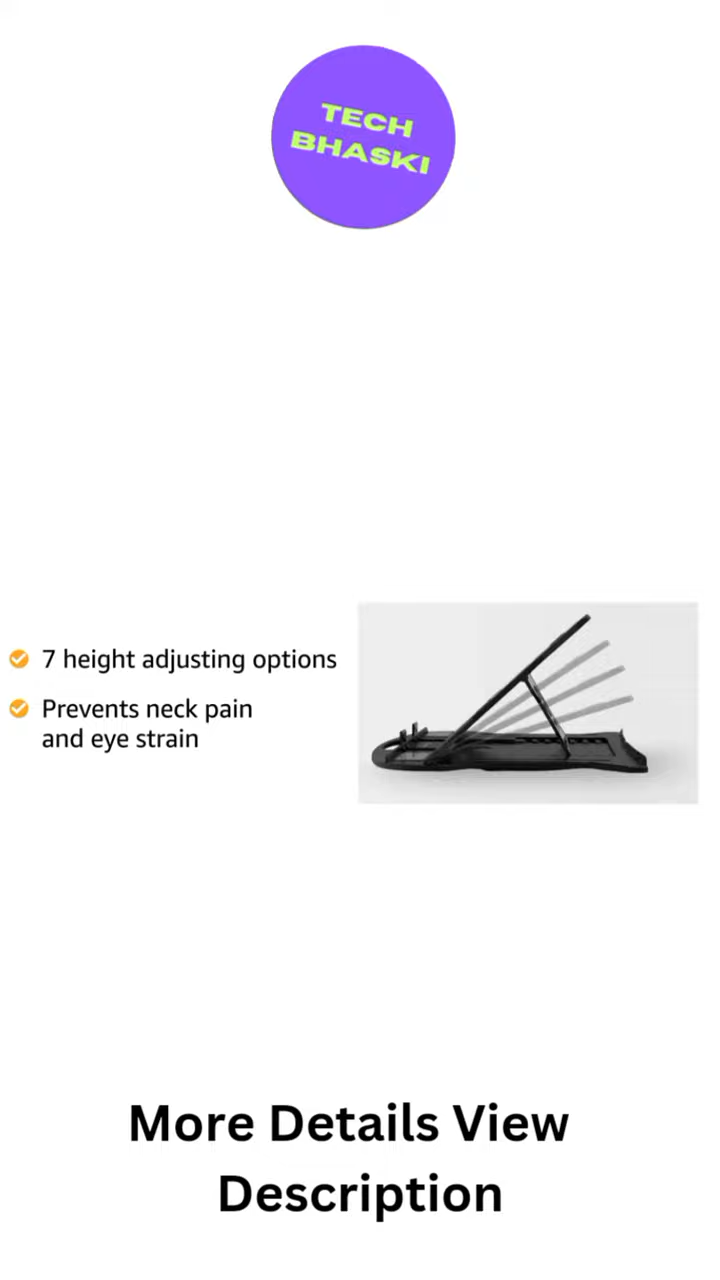 TECH
BHASKI
7 height adjusting options
Prevents neck pain
and eye strain
More Details View
Description